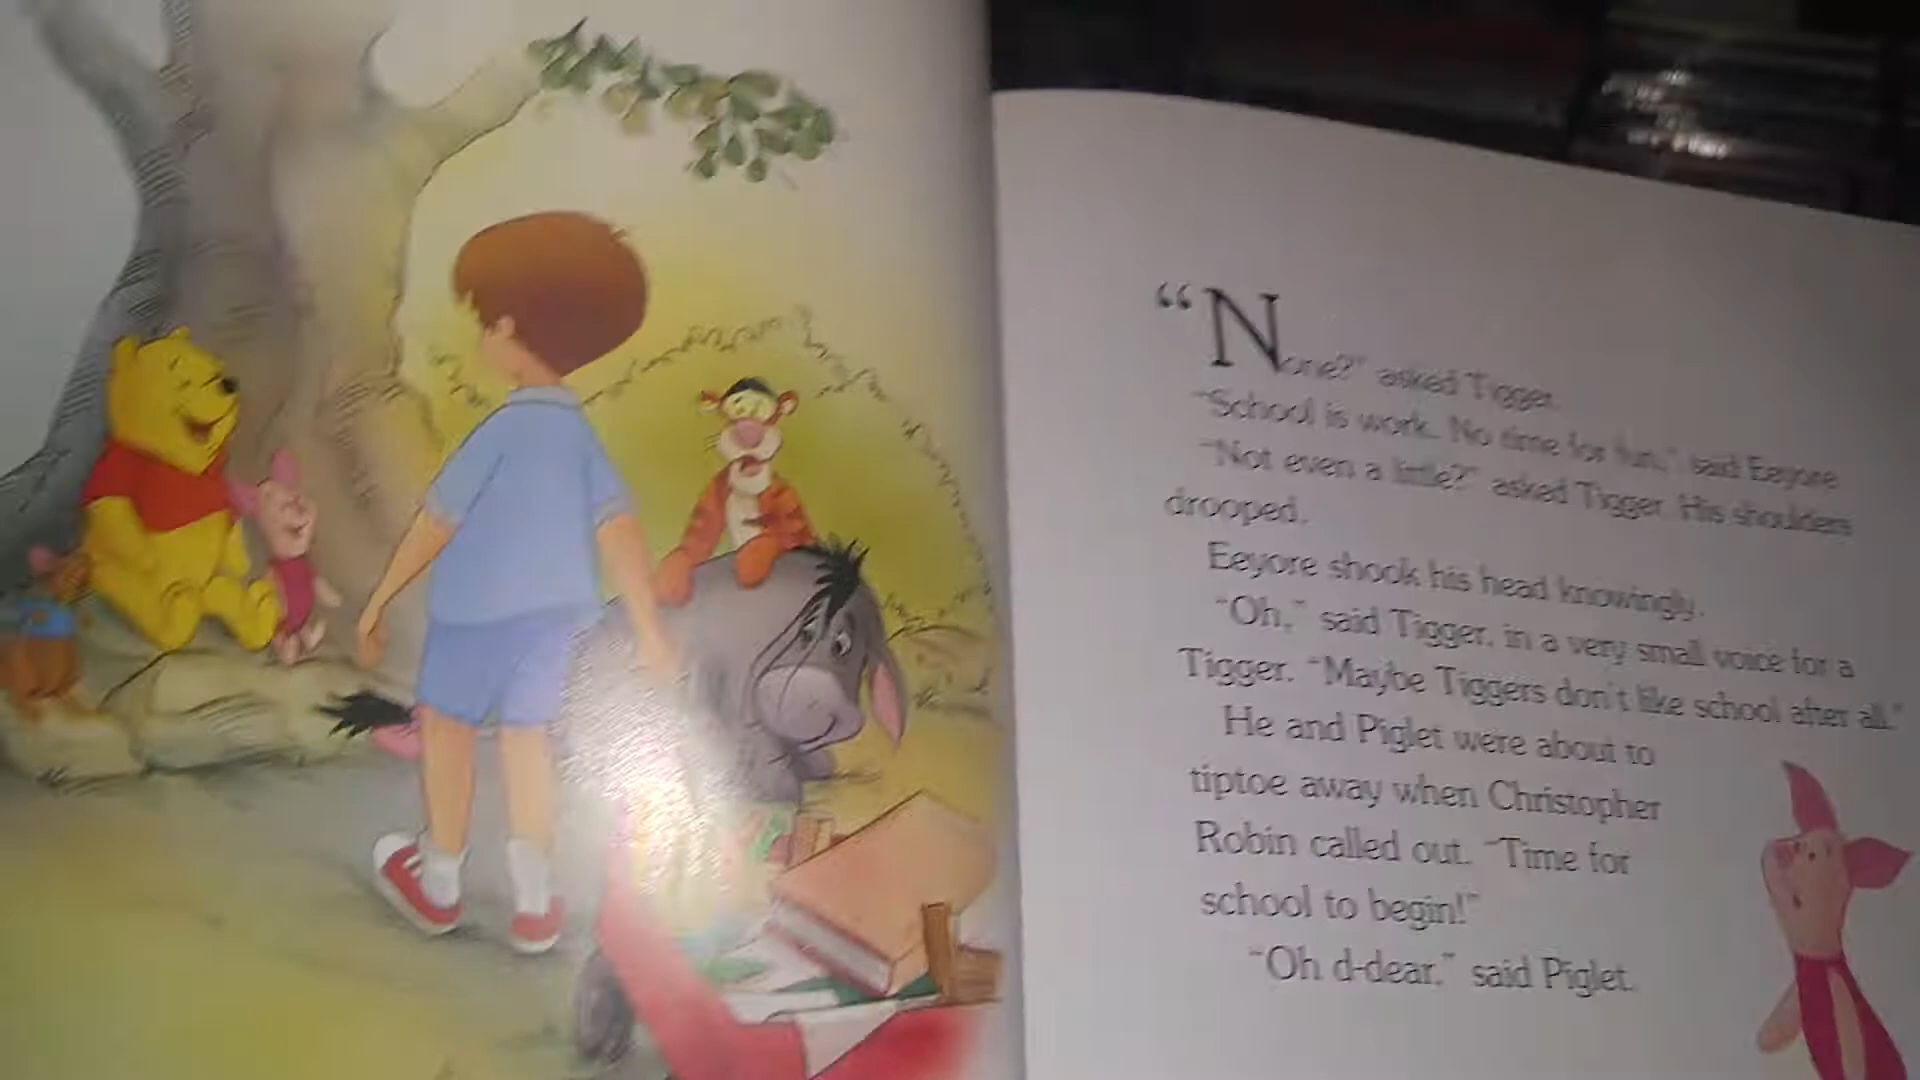 “None?” asked Tigger.
“School is work. No time for fun,” said Eeyore
“Not even a little?” asked Tigger. His shoulders
drooped.
Eeyore shook his head knowingly.
“Oh,” said Tigger, in a very small voice for a
Tigger. “Maybe Tiggers don't like school after all.”
He and Piglet were about to
tiptoe away when Christopher
Robin called out. “Time for
school to begin!”
“Oh d-dear,” said Piglet.